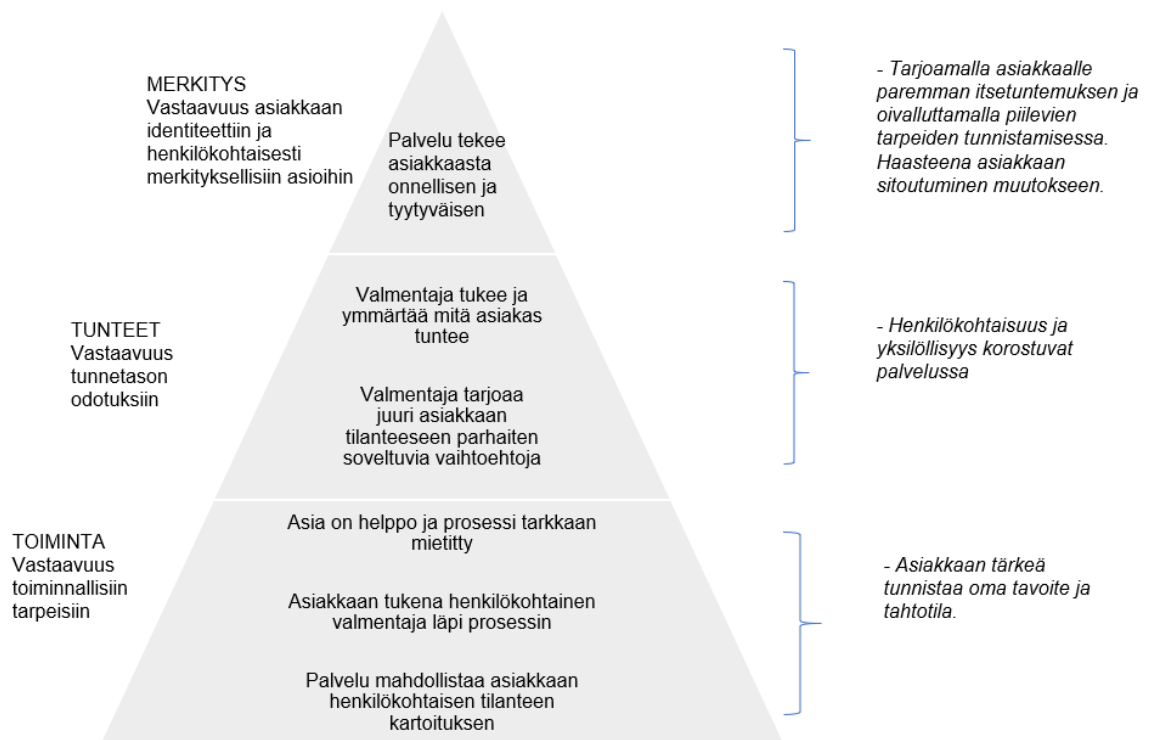 MERKITYS
Vastaavuus asiakkaan
identiteettiin ja
henkilökohtaisesti
merkityksellisiin asioihin
Palvelu tekee
asiakkaasta
onnellisen ja
tyytyväisen
- Tarjoamalla asiakkaalle
paremman itsetuntemuksen ja
oivalluttamalla piilevien
tarpeiden tunnistamisessa.
Haasteena asiakkaan
sitoutuminen muutokseen.
TUNTEET
Vastaavuus
tunnetason
odotuksiin
Valmentaja tukee ja
ymmärtää mitä asiakas
tuntee
Valmentaja tarjoaa
juuri asiakkaan
tilanteeseen parhaiten
soveltuvia vaihtoehtoja
- Henkilökohtaisuus ja
yksilöllisyys korostuvat
palvelussa
TOIMINTA
Vastaavuus
toiminnallisiin
tarpeisiin
Asia on helppo ja prosessi tarkkaan
mietitty
Asiakkaan tukena henkilökohtainen
valmentaja läpi prosessin
Palvelu mahdollistaa asiakkaan
henkilökohtaisen tilanteen
kartoituksen
- Asiakkaan tärkeä
tunnistaa oma tavoite ja
tahtotila.